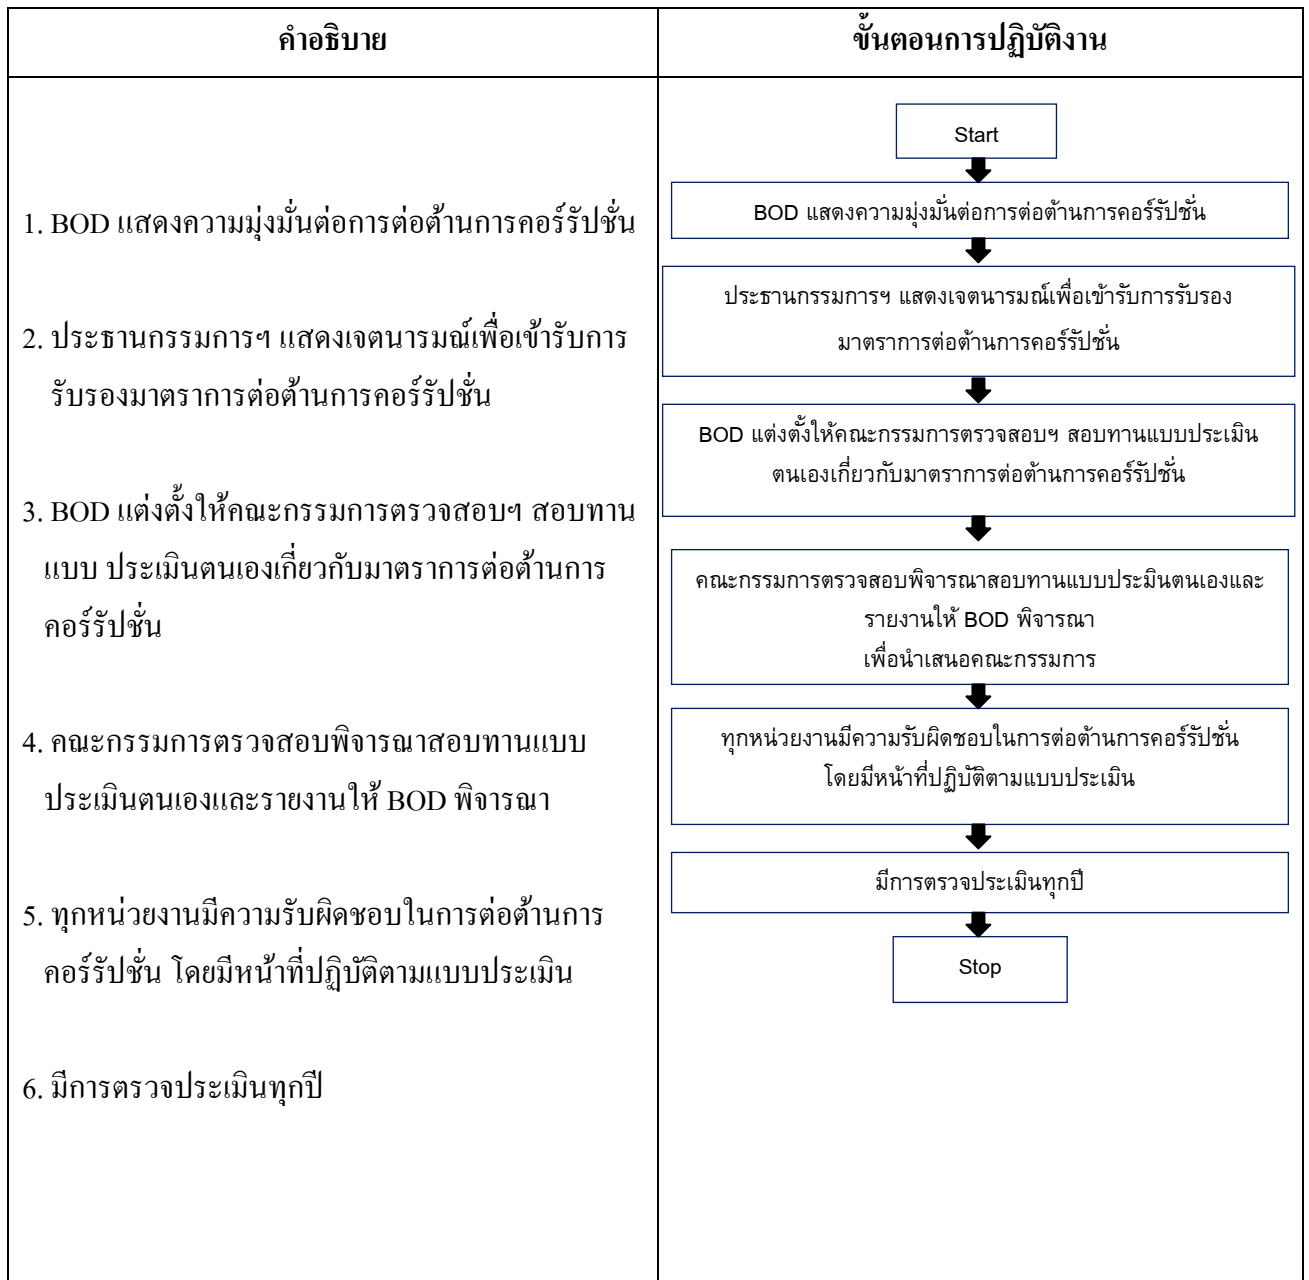 คำอธิบาย
ขั้นตอนการปฏิบัติงาน
1. BOD แสดงความมุ่งมั่นต่อการต่อต้านการคอร์รัปชั่น
2. ประธานกรรมการฯ แสดงเจตนารมณ์เพื่อเข้ารับการ
รับรองมาตราการต่อต้านการคอร์รัปชั่น
3. BOD แต่งตั้งให้คณะกรรมการตรวจสอบฯ สอบทาน
แบบ ประเมินตนเองเกี่ยวกับมาตราการต่อต้านการ
คอร์รัปชั่น
4. คณะกรรมการตรวจสอบพิจารณาสอบทานแบบ
ประเมินตนเองและรายงานให้ BOD พิจารณา
5. ทุกหน่วยงานมีความรับผิดชอบในการต่อต้านการ
คอร์รัปชั่น โดยมีหน้าที่ปฏิบัติตามแบบประเมิน
6. มีการตรวจประเมินทุกปี
Start
BOD แสดงความมุ่งมั่นต่อการต่อต้านการคอร์รัปชั่น
ประธานกรรมการฯ แสดงเจตนารมณ์เพื่อเข้ารับการรับรอง
มาตราการต่อต้านการคอร์รัปชั่น
BOD แต่งตั้งให้คณะกรรมการตรวจสอบฯ สอบทานแบบประเมิน
ตนเองเกี่ยวกับมาตราการต่อต้านการคอร์รัปชั่น
คณะกรรมการตรวจสอบพิจารณาสอบทานแบบประมินตนเองและ
รายงานให้ BOD พิจารณา
เพื่อนำเสนอคณะกรรมการ
ทุกหน่วยงานมีความรับผิดชอบในการต่อต้านการคอร์รัปชั่น
โดยมีหน้าที่ปฏิบัติตามแบบประเมิน
มีการตรวจประเมินทุกปี
Stop